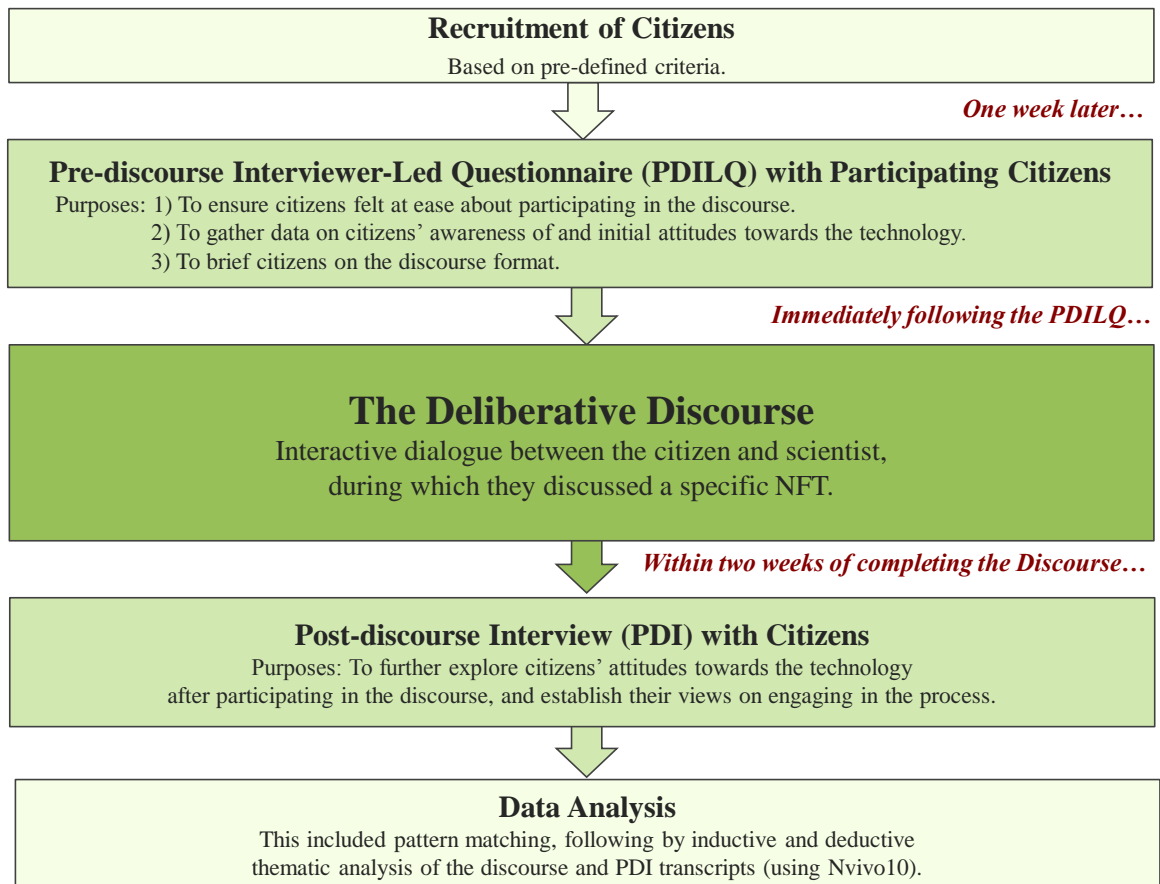 Recruitment of Citizens
Based on pre-defined criteria.
One week later…
Pre-discourse Interviewer-Led Questionnaire (PDILQ) with Participating Citizens
Purposes: 1) To ensure citizens felt at ease about participating in the discourse.
2) To gather data on citizens’ awareness of and initial attitudes towards the technology.
3) To brief citizens on the discourse format.
Immediately following the PDILQ…
The Deliberative Discourse
Interactive dialogue between the citizen and scientist,
during which they discussed a specific NFT.
Within two weeks of completing the Discourse…
Post-discourse Interview (PDI) with Citizens
Purposes: To further explore citizens’ attitudes towards the technology
after participating in the discourse, and establish their views on engaging in the process.
Data Analysis
This included pattern matching, following by inductive and deductive
thematic analysis of the discourse and PDI transcripts (using Nvivo10).